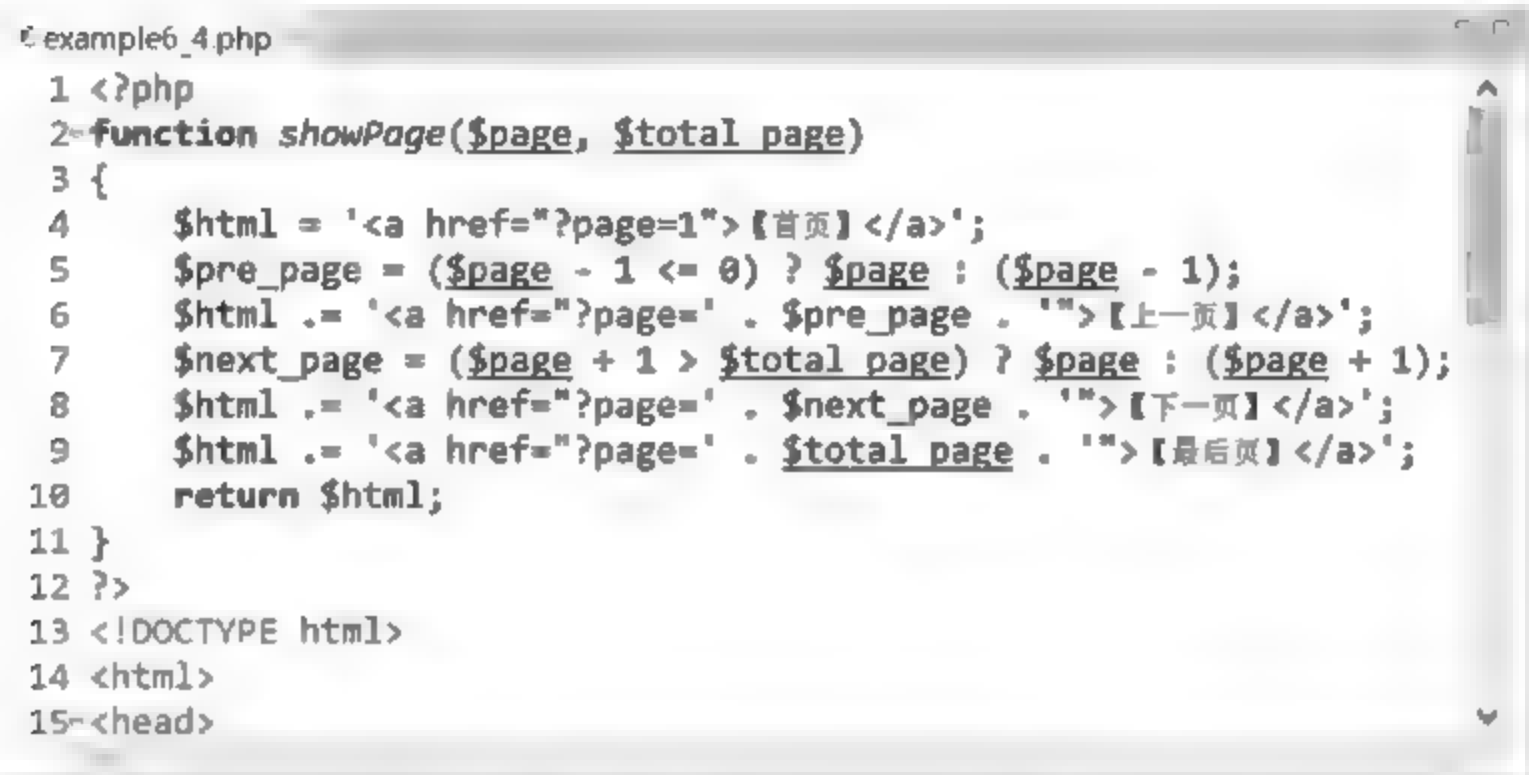 example6_4.php
1 <?php
2 function showPage($page, $total_page)
3 {
4 $html = '<a href="?page=1">【首页】</a>';
5 $pre_page = ($page - 1 <= 0) ? $page : ($page - 1);
6 $html .= '<a href="?page=' . $pre_page . '">【上一页】</a>';
7 $next_page = ($page + 1 > $total_page) ? $page : ($page + 1);
8 $html .= '<a href="?page=' . $next_page . '">【下一页】</a>';
9 $html .= '<a href="?page=' . $total_page . '">【最后页】</a>';
10 return $html;
11 }
12 ?>
13 <!DOCTYPE html>
14 <html>
15 <head>